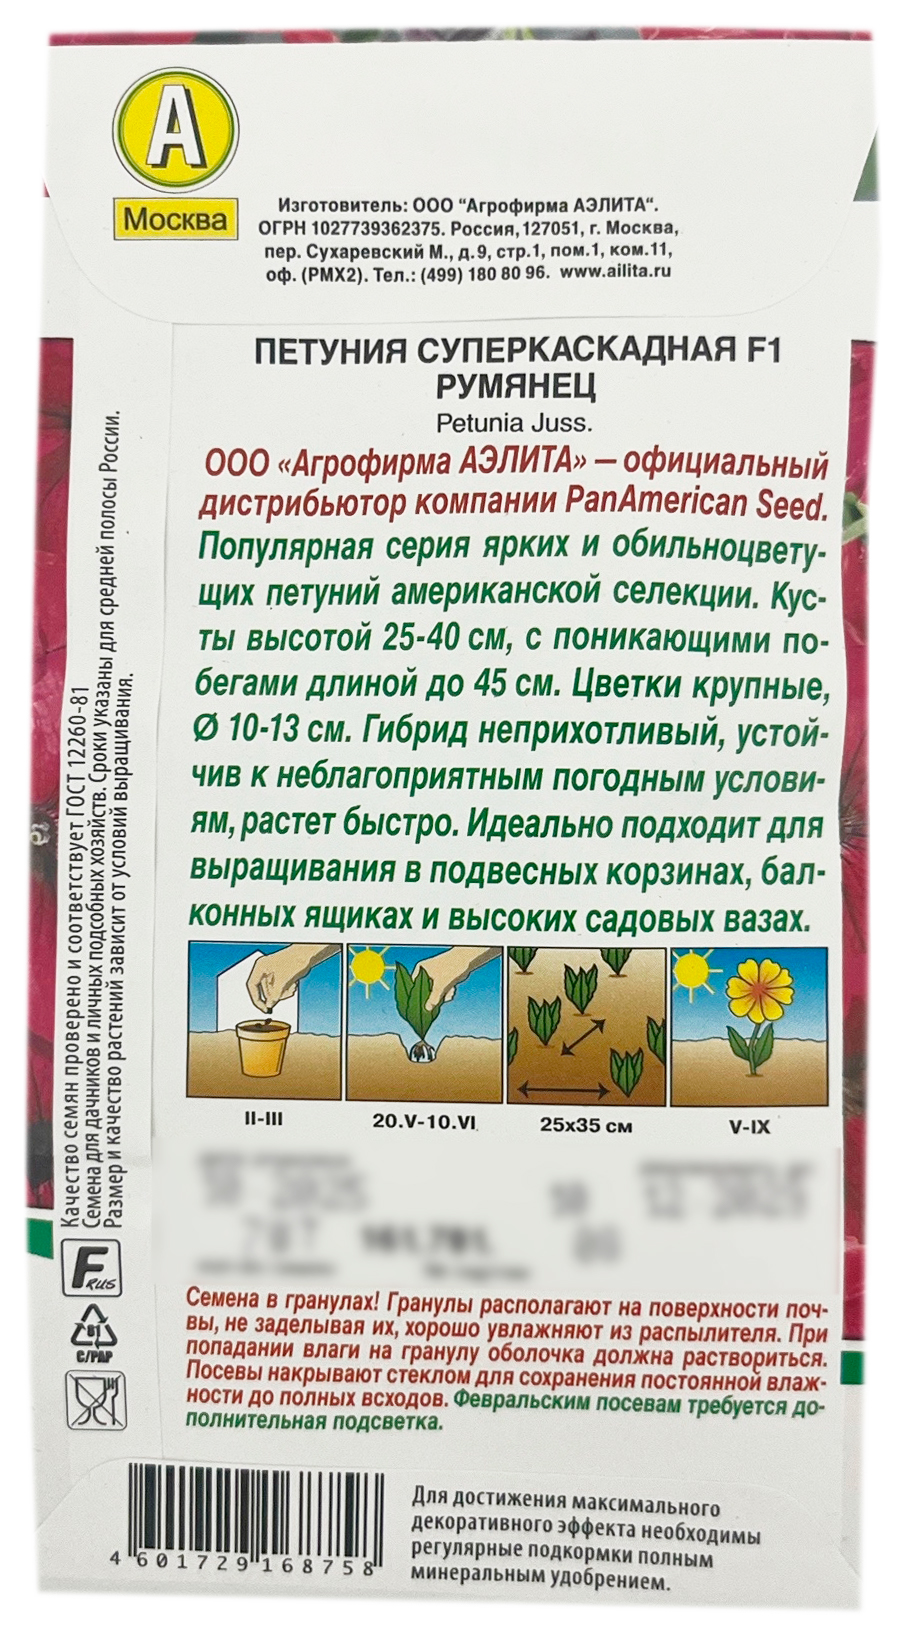 А
Москва
Изготовитель: ООО “Агрофирма АЭЛИТА“.
ОГРН 1027739362375. Россия, 127051, г. Москва,
пер. Сухаревский М., д.9, стр.1, пом.1, ком.11,
оф. (РМХ2). Тел.: (499) 180 80 96. www.ailita.ru
ПЕТУНИЯ СУПЕРКАСКАДНАЯ F1
РУМЯНЕЦ
Petunia Juss.
ООО «Агрофирма АЭЛИТА» — официальный
дистрибьютор компании PanAmerican Seed.
Популярная серия ярких и обильноцвету-
щих петуний американской селекции. Кус-
ты высотой 25-40 см, с поникающими по-
бегами длиной до 45 см. Цветки крупные,
Ø 10-13 см. Гибрид неприхотливый, устой-
чив к неблагоприятным погодным услови-
ям, растет быстро. Идеально подходит для
выращивания в подвесных корзинах, бал-
конных ящиках и высоких садовых вазах.
II-III
20.V-10.VI
25х35 см
V-IX
Качество семян проверено и соответствует ГОСТ 12260-81
Семена для дачников и личных подсобных хозяйств. Сроки указаны для средней полосы России.
Размер и качество растений зависит от условий выращивания.
F RUS
81
C/PAP
Семена в гранулах! Гранулы располагают на поверхности поч-
вы, не заделывая их, хорошо увлажняют из распылителя. При
попадании влаги на гранулу оболочка должна раствориться.
Посевы накрывают стеклом для сохранения постоянной влаж-
ности до полных всходов. Февральским посевам требуется до-
полнительная подсветка.
4 601729 168758
Для достижения максимального
декоративного эффекта необходимы
регулярные подкормки полным
минеральным удобрением.